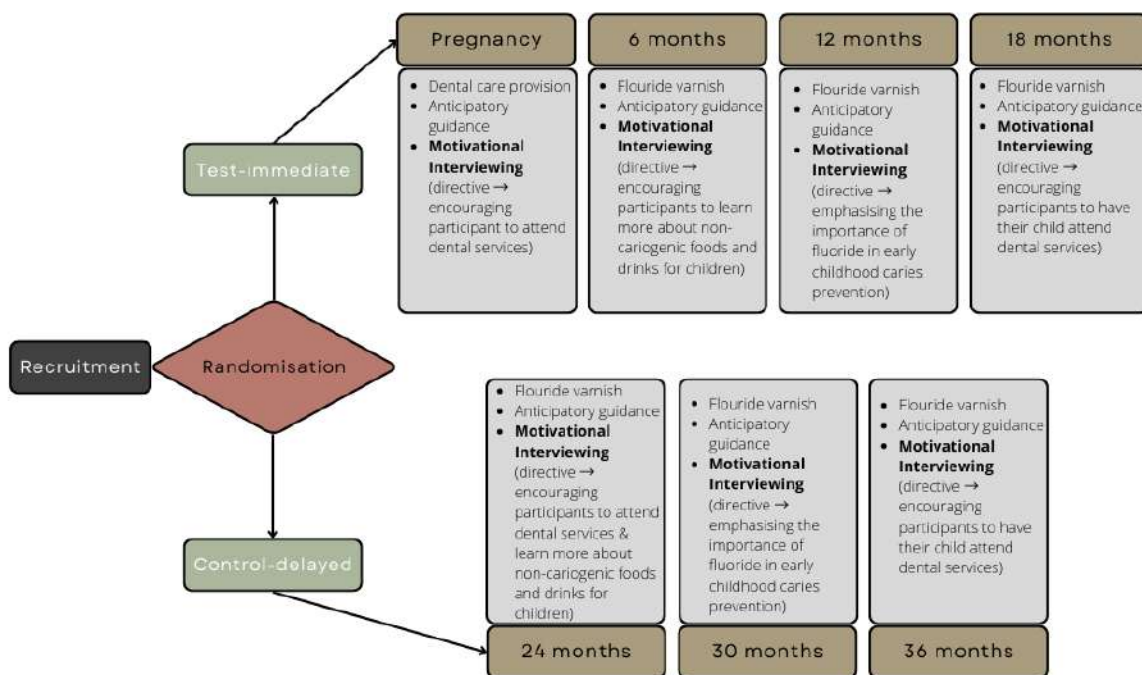 Pregnancy
6 months
12 months
18 months
Dental care provision
Anticipatory
guidance
Motivational
Interviewing
(directive →
encouraging
participant to attend
dental services)
Flouride varnish
Anticipatory guidance
Motivational
Interviewing
(directive →
encouraging
participants to learn
more about non-
cariogenic foods and
drinks for children)
Flouride varnish
Anticipatory
guidance
Motivational
Interviewing
(directive →
emphasising the
importance of
fluoride in early
childhood caries
prevention)
Flouride varnish
Anticipatory guidance
Motivational
Interviewing
(directive →
encouraging
participants to have
their child attend
dental services)
Test-immediate
Recruitment
Randomisation
Control-delayed
Flouride varnish
Anticipatory guidance
Motivational
Interviewing
(directive →
encouraging
participants to attend
dental services &
learn more about
non-cariogenic foods
and drinks for
children)
Flouride varnish
Anticipatory
guidance
Motivational
Interviewing
(directive →
emphasising the
importance of
fluoride in early
childhood caries
prevention)
Flouride varnish
Anticipatory guidance
Motivational
Interviewing
(directive →
encouraging
participants to have
their child attend
dental services)
24 months
30 months
36 months